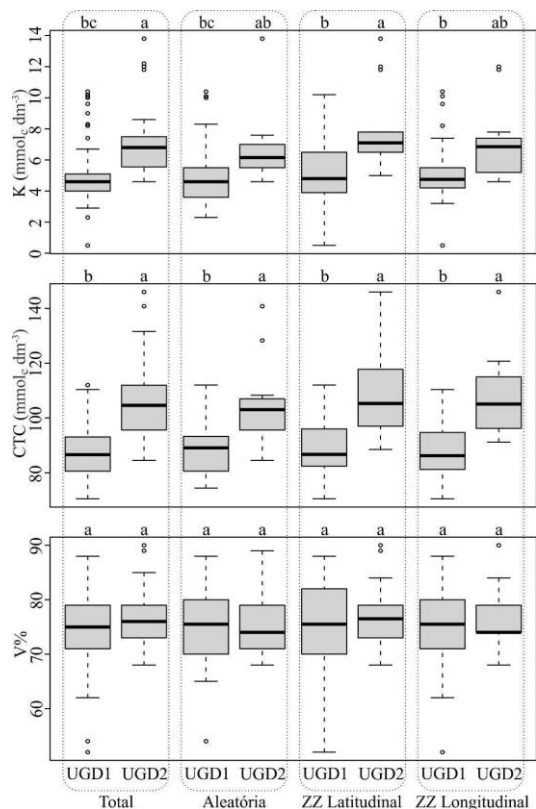 bc a bc ab b a b ab
14
12
10
8
6
4
2
0
K (mmolc dm-3)
b a b a b a b a
140
120
100
80
CTC (mmolc dm-3)
a a a a a a a a
90
80
70
60
V%
UGD1 UGD2 UGD1 UGD2 UGD1 UGD2 UGD1 UGD2
Total Aleatória ZZ Latitudinal ZZ Longitudinal